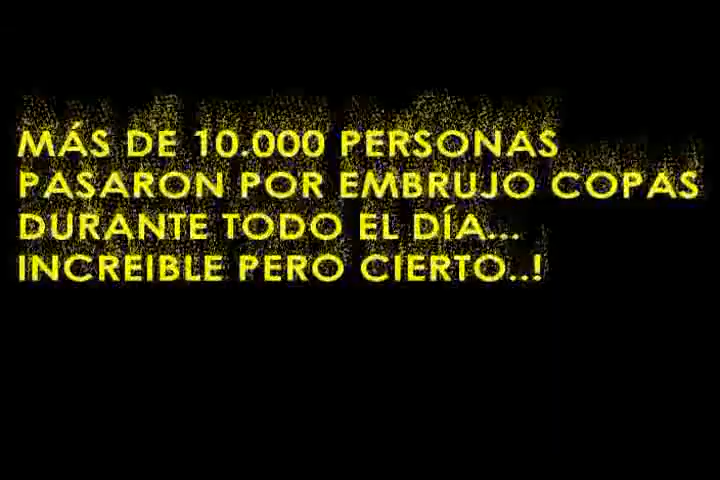 MÁS DE 10.000 PERSONAS
PASARON POR EMBRUJO COPAS
DURANTE TODO EL DÍA...
INCREIBLE PERO CIERTO..!